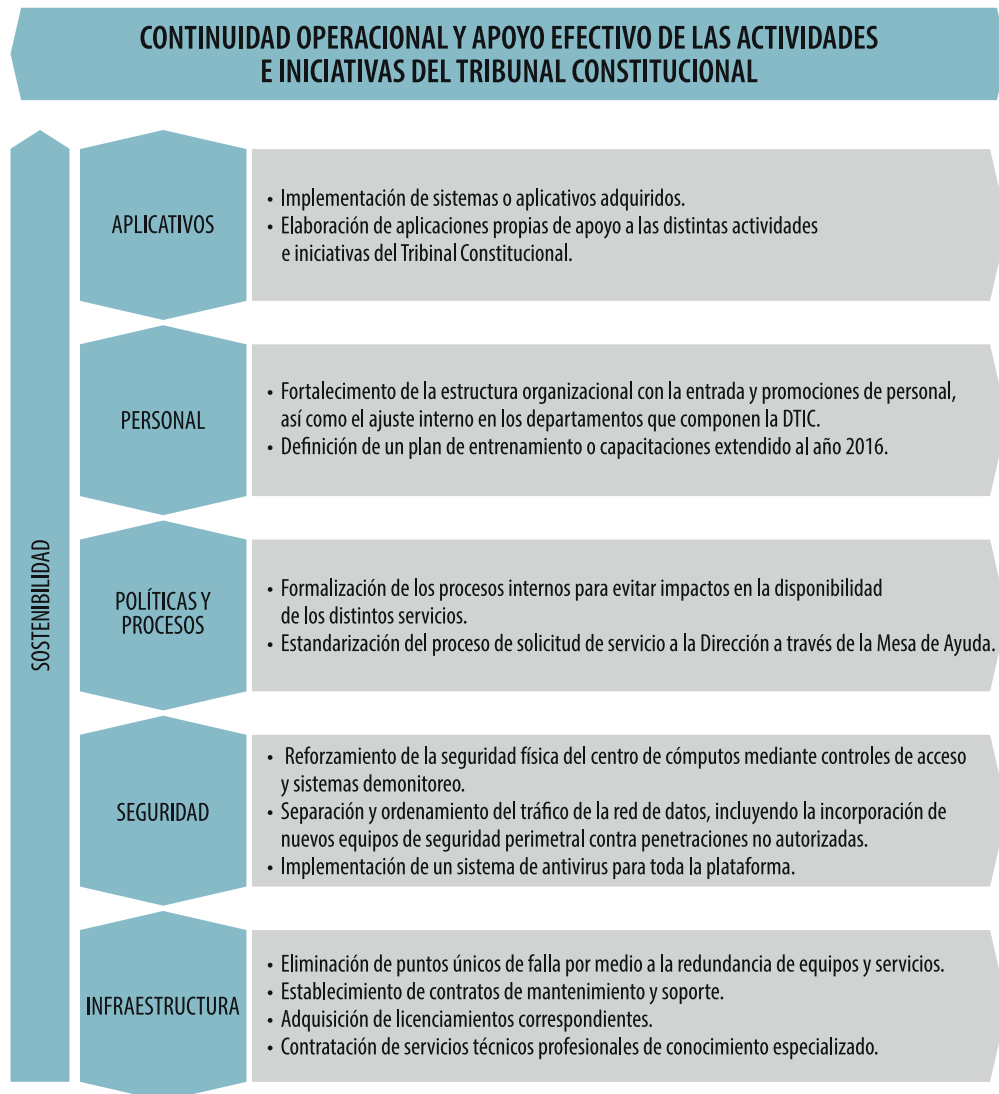 CONTINUIDAD OPERACIONAL Y APOYO EFECTIVO DE LAS ACTIVIDADES
E INICIATIVAS DEL TRIBUNAL CONSTITUCIONAL
SOSTENIBILIDAD
APLICATIVOS
• Implementación de sistemas o aplicativos adquiridos.
• Elaboración de aplicaciones propias de apoyo a las distintas actividades
e iniciativas del Tribinal Constitucional.
PERSONAL
• Fortalecimento de la estructura organizacional con la entrada y promociones de personal,
así como el ajuste interno en los departamentos que componen la DTIC.
• Definición de un plan de entrenamiento o capacitaciones extendido al año 2016.
POLÍTICAS Y
PROCESOS
• Formalización de los procesos internos para evitar impactos en la disponibilidad
de los distintos servicios.
• Estandarización del proceso de solicitud de servicio a la Dirección a través de la Mesa de Ayuda.
SEGURIDAD
• Reforzamiento de la seguridad física del centro de cómputos mediante controles de acceso
y sistemas demonitoreo.
• Separación y ordenamiento del tráfico de la red de datos, incluyendo la incorporación de
nuevos equipos de seguridad perimetral contra penetraciones no autorizadas.
• Implementación de un sistema de antivirus para toda la plataforma.
INFRAESTRUCTURA
• Eliminación de puntos únicos de falla por medio a la redundancia de equipos y servicios.
• Establecimiento de contratos de mantenimiento y soporte.
• Adquisición de licenciamientos correspondientes.
• Contratación de servicios técnicos profesionales de conocimiento especializado.